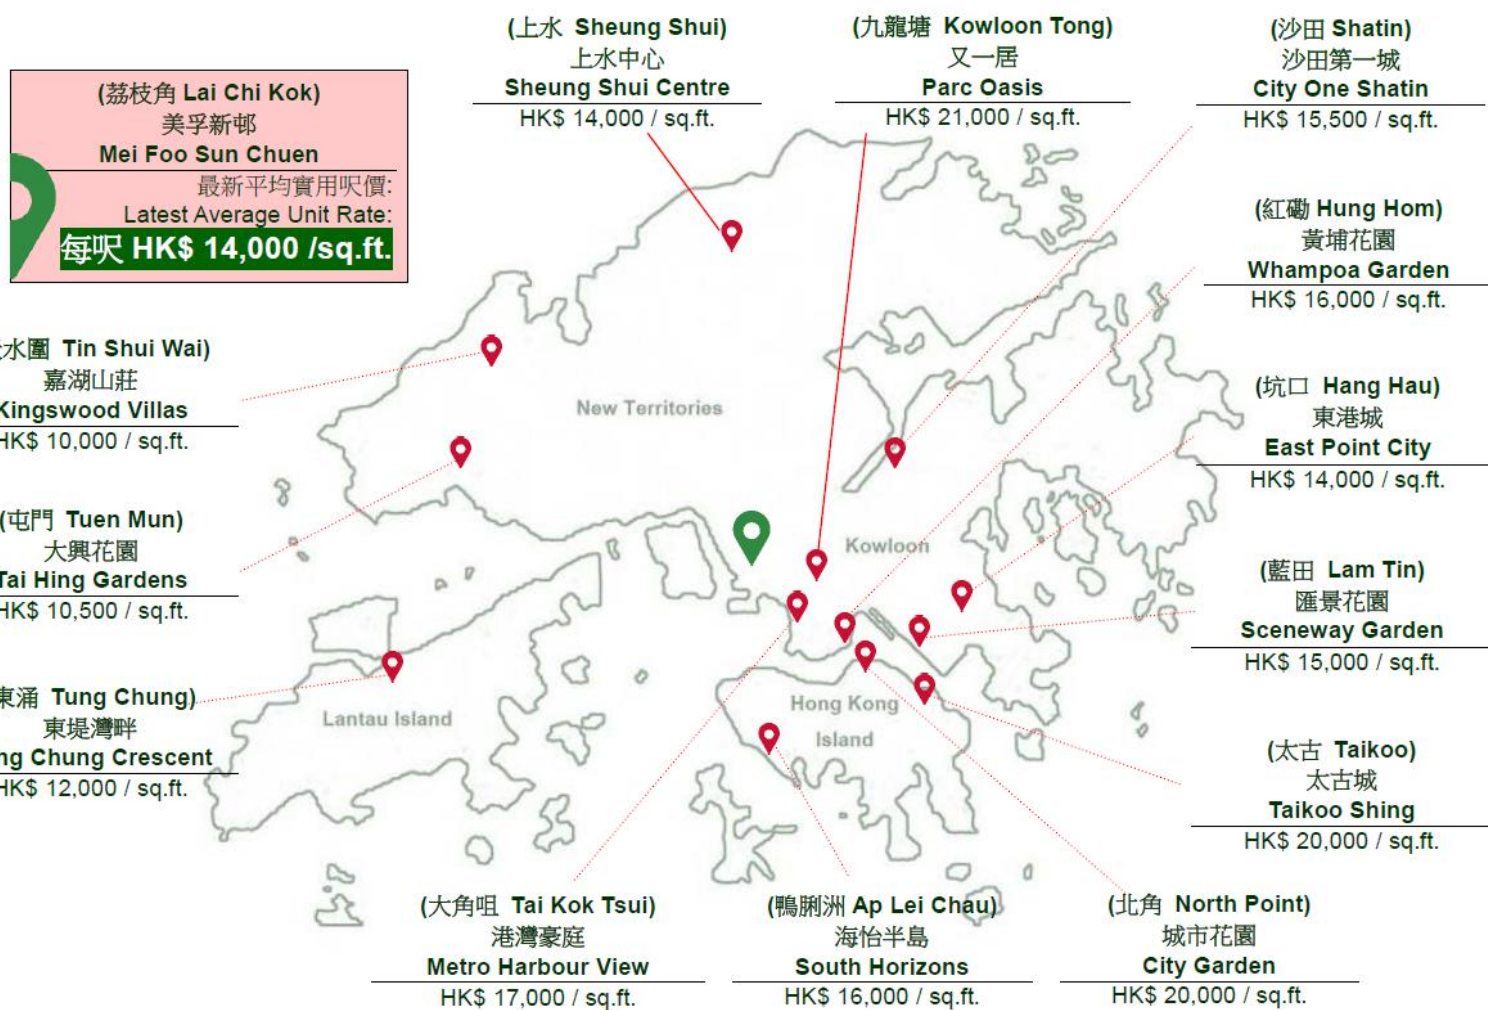 (上水 Sheung Shui)
上水中心
Sheung Shui Centre
HK$ 14,000 / sq.ft.
(九龍塘 Kowloon Tong)
又一居
Parc Oasis
HK$ 21,000 / sq.ft.
(沙田 Shatin)
沙田第一城
City One Shatin
HK$ 15,500 / sq.ft.
(荔枝角 Lai Chi Kok)
美孚新邨
Mei Foo Sun Chuen
最新平均實用呎價:
Latest Average Unit Rate:
每呎 HK$ 14,000 /sq.ft.
(紅磡 Hung Hom)
黃埔花園
Whampoa Garden
HK$ 16,000 / sq.ft.
水圍 Tin Shui Wai)
嘉湖山莊
Kingswood Villas
HK$ 10,000 / sq.ft.
New Territories
(坑口 Hang Hau)
東港城
East Point City
HK$ 14,000 / sq.ft.
(屯門 Tuen Mun)
大興花園
Tai Hing Gardens
HK$ 10,500 / sq.ft.
Kowloon
(藍田 Lam Tin)
匯景花園
Sceneway Garden
HK$ 15,000 / sq.ft.
東涌 Tung Chung)
東堤灣畔
ng Chung Crescent
HK$ 12,000 / sq.ft.
Lantau Island
Hong Kong
Island
(太古 Taikoo)
太古城
Taikoo Shing
HK$ 20,000 / sq.ft.
(大角咀 Tai Kok Tsui)
港灣豪庭
Metro Harbour View
HK$ 17,000 / sq.ft.
(鴨脷洲 Ap Lei Chau)
海怡半島
South Horizons
HK$ 16,000 / sq.ft.
(北角 North Point)
城市花園
City Garden
HK$ 20,000 / sq.ft.